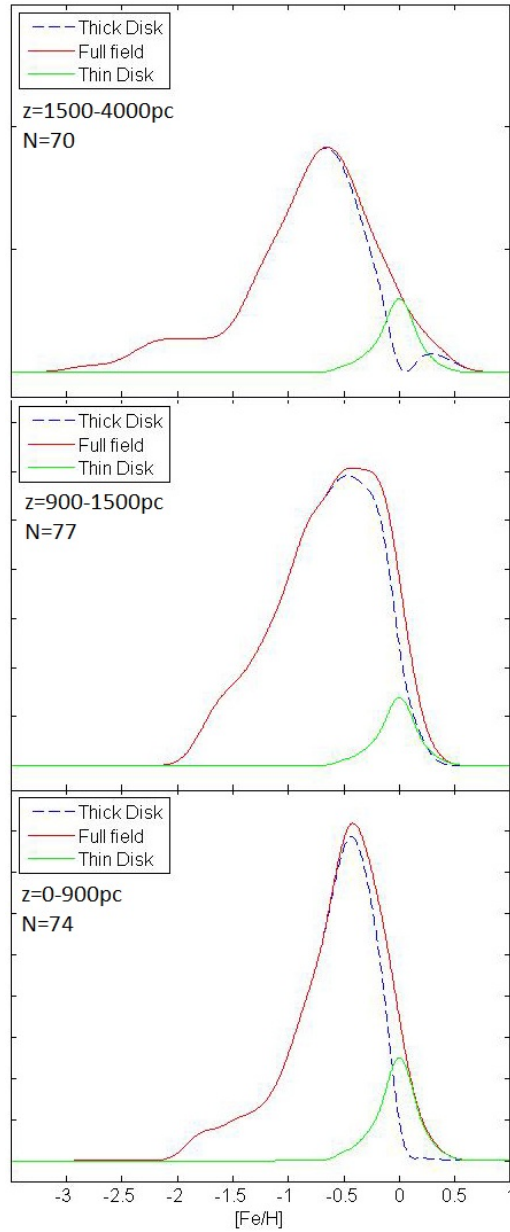 Thick Disk
Full field
Thin Disk
z=1500-4000pc
N=70
Thick Disk
Full field
Thin Disk
z=900-1500pc
N=77
Thick Disk
Full field
Thin Disk
z=0-900pc
N=74
-3 -2.5 -2 -1.5 -1 -0.5 0 0.5 1
[Fe/H]